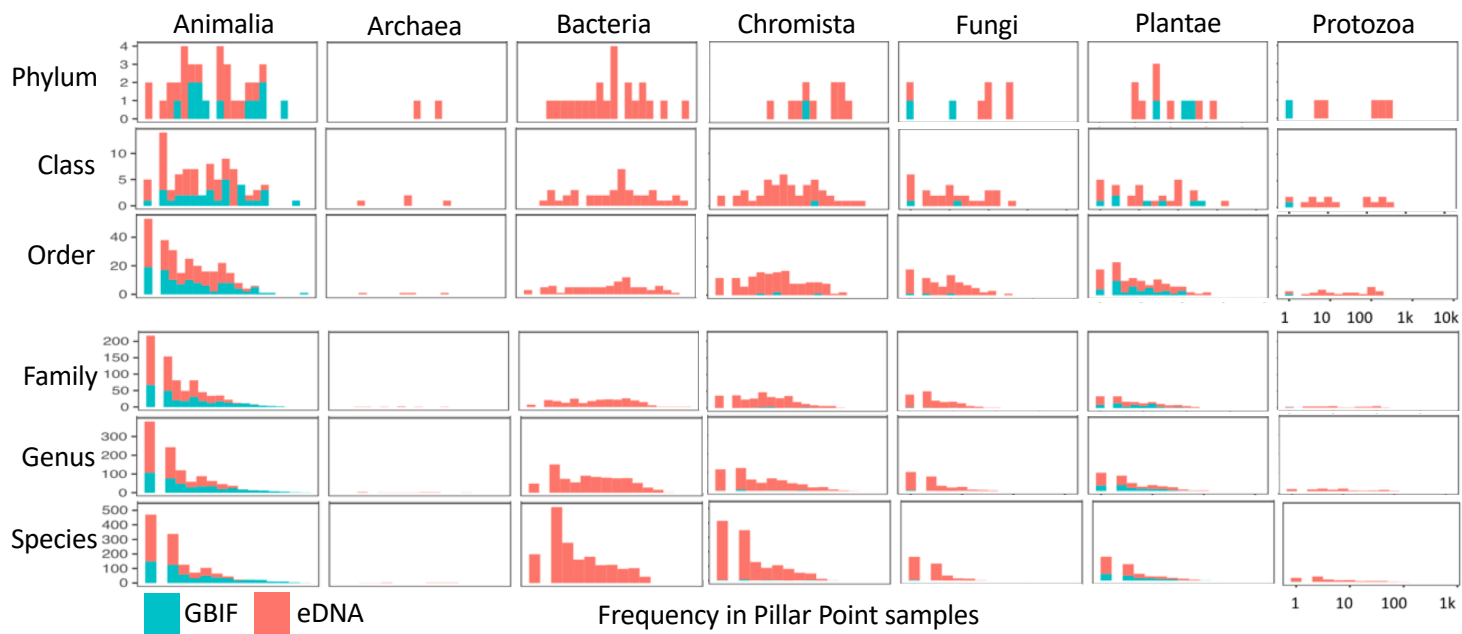 Animalia Archaea Bacteria Chromista Fungi Plantae Protozoa
Phylum
4
3
2
1
0
Class
10
5
0
Order
40
20
0
1 10 100 1k 10k
Family
200
150
100
50
0
Genus
300
200
100
0
Species
500
400
300
200
100
0
1 10 100 1k
GBIF eDNA Frequency in Pillar Point samples